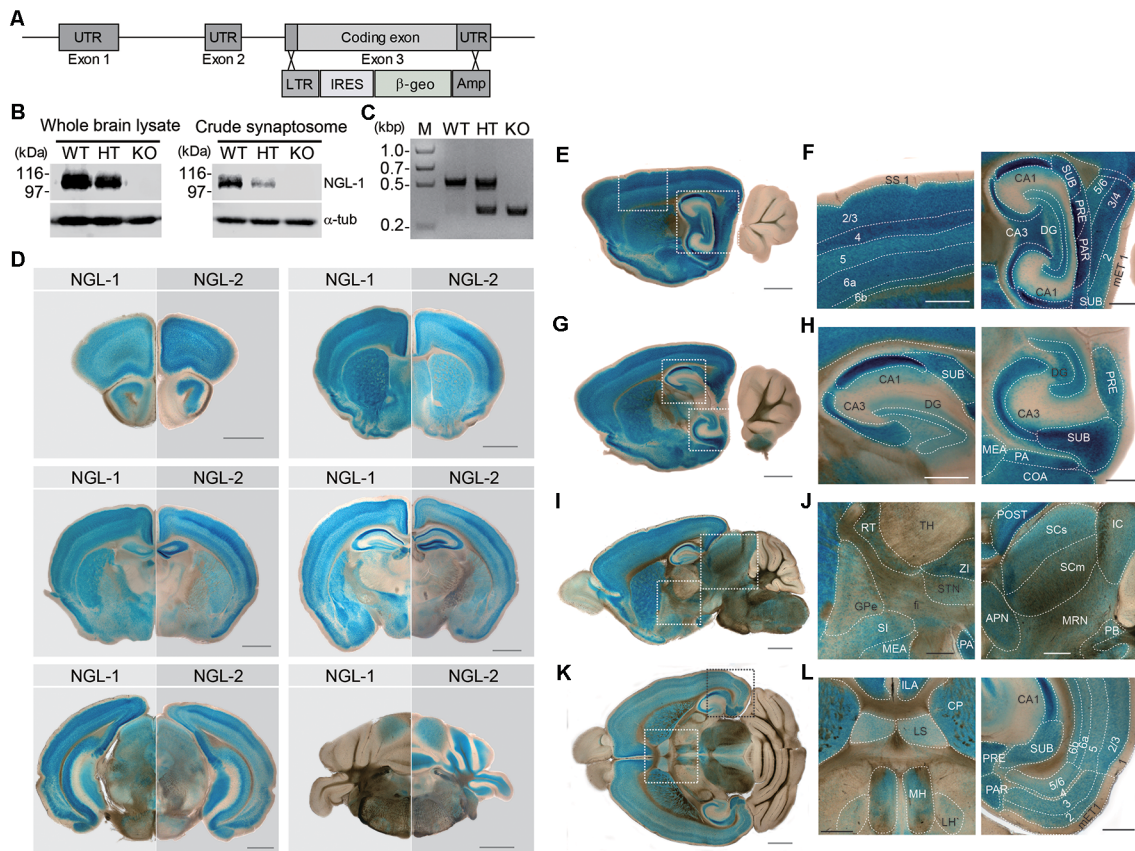 A
UTR UTR Coding exon UTR
Exon 1 Exon 2 Exon 3
LTR IRES β-geo Amp
B
Whole brain lysate Crude synaptosome
(kDa) WT HT KO (kDa) WT HT KO
116- 116-
97- 97-
NGL-1
α-tub
C
(kbp) M WT HT KO
1.0-
0.7-
0.5-
0.2-
D
NGL-1 NGL-2 NGL-1 NGL-2
NGL-1 NGL-2 NGL-1 NGL-2
NGL-1 NGL-2 NGL-1 NGL-2
E
F
SS 1
2/3
4
5
6a
6b
CA1 SUB 5/6 3/4
PRE
CA3 DG PAR 2
mET 1
CA1
SUB
G
H
CA1 SUB
CA3 DG
DG PRE
CA3
SUB
MEA PA
COA
I
J
RT TH
ZI
STN
GPe fi
SI
MEA PA
POST SCs IC
SCm
APN MRN
PB
K
L
ILA
CP
LS
MH
LH
CA1
SUB 6b 6a 5 2/3
PRE
PAR 5/6 4 3 2
mET1